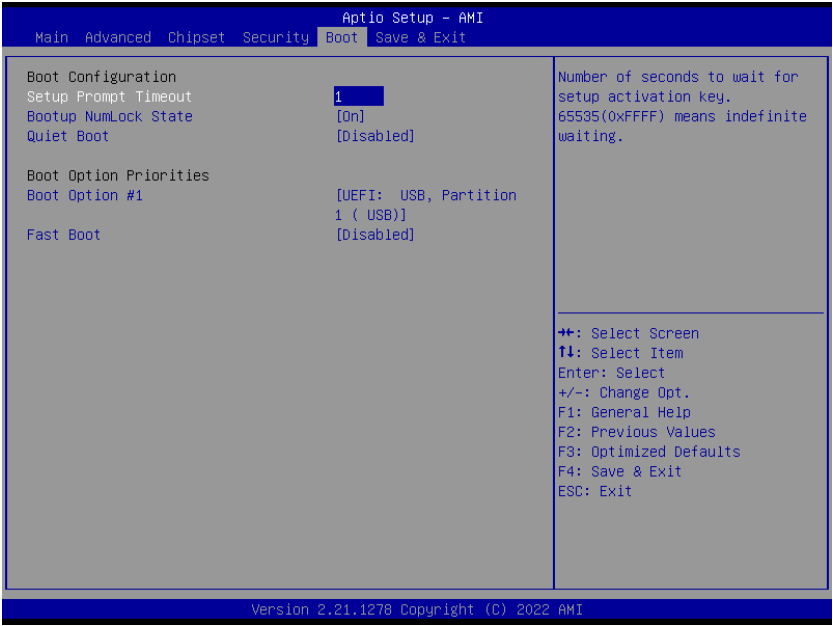 Aptio Setup – AMI
Main Advanced Chipset Security Boot Save & Exit
Boot Configuration
Setup Prompt Timeout 1
Bootup NumLock State [On]
Quiet Boot [Disabled]
Boot Option Priorities
Boot Option #1 [UEFI: USB, Partition
1 ( USB)]
Fast Boot [Disabled]
Number of seconds to wait for
setup activation key.
65535(0xFFFF) means indefinite
waiting.
→←: Select Screen
↑↓: Select Item
Enter: Select
+/-: Change Opt.
F1: General Help
F2: Previous Values
F3: Optimized Defaults
F4: Save & Exit
ESC: Exit
Version 2.21.1278 Copyright (C) 2022 AMI